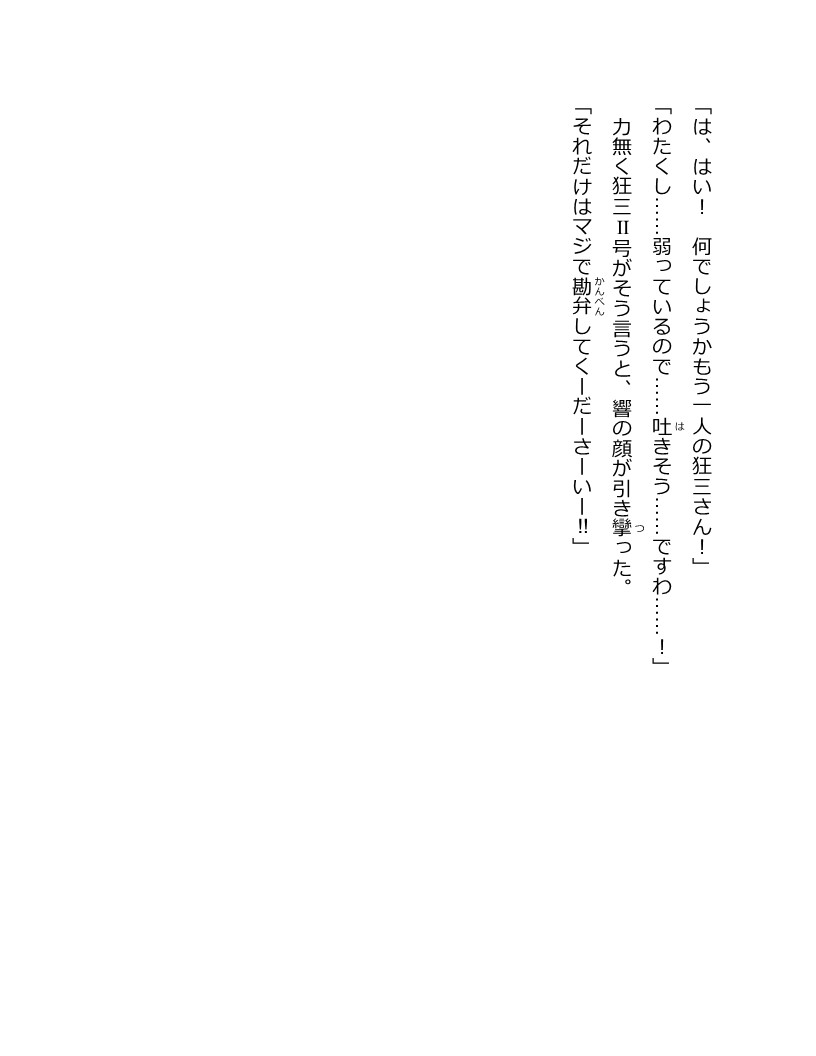 「は、はい！　何でしょうかもう一人の狂三さん！」
「わたくし……弱っているので……吐きそう……ですわ……！」
　力無く狂三Ⅱ号がそう言うと、響の顔が引き攣った。
「それだけはマジで勘弁してくーだーさーいー‼」